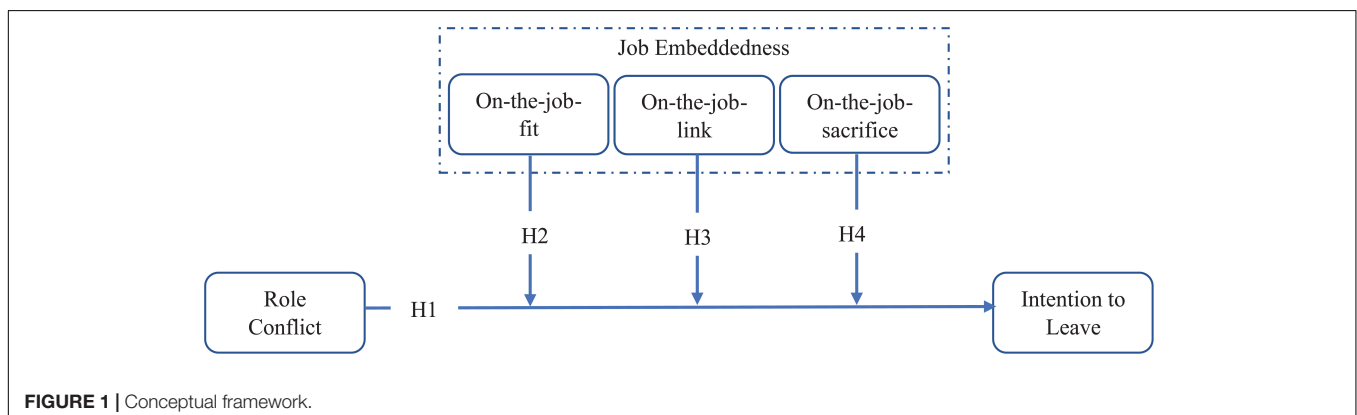 Job Embeddedness
On-the-job-
fit
On-the-job-
link
On-the-job-
sacrifice
H2
H3
H4
Role
Conflict
H1
Intention to
Leave
FIGURE 1 | Conceptual framework.